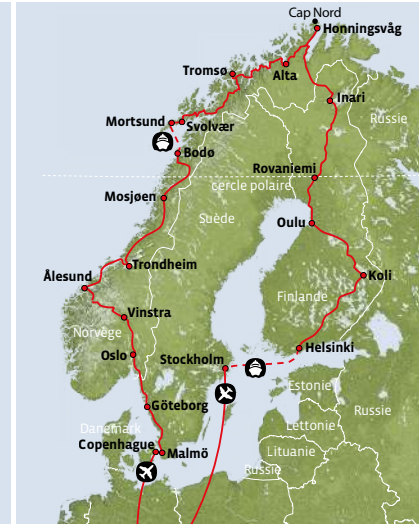 Cap Nord
Honningsvåg
Tromsø
Alta
Inari
Mortsund
Svolvær
Russie
Bodø
Rovaniemi
cercle polaire
Mosjøen
Suède
Oulu
Trondheim
Koli
Ålesund
Finlande
Vinstra
Norvège
Helsinki
Oslo
Stockholm
Estonie
Göteborg
Russie
Lettonie
Danemark
Copenhague
Malmö
Lituanie
Russie